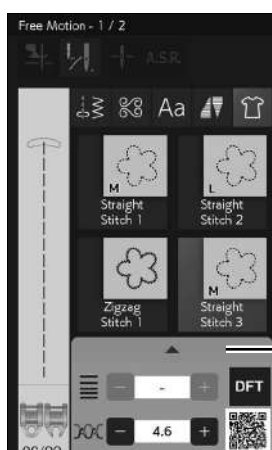 Free Motion - 1 / 2
A.S.R.
Aa
M
L
Straight
Stitch 1
Straight
Stitch 2
M
Zigzag
Stitch 1
Straight
Stitch 3
-
DFT
4.6